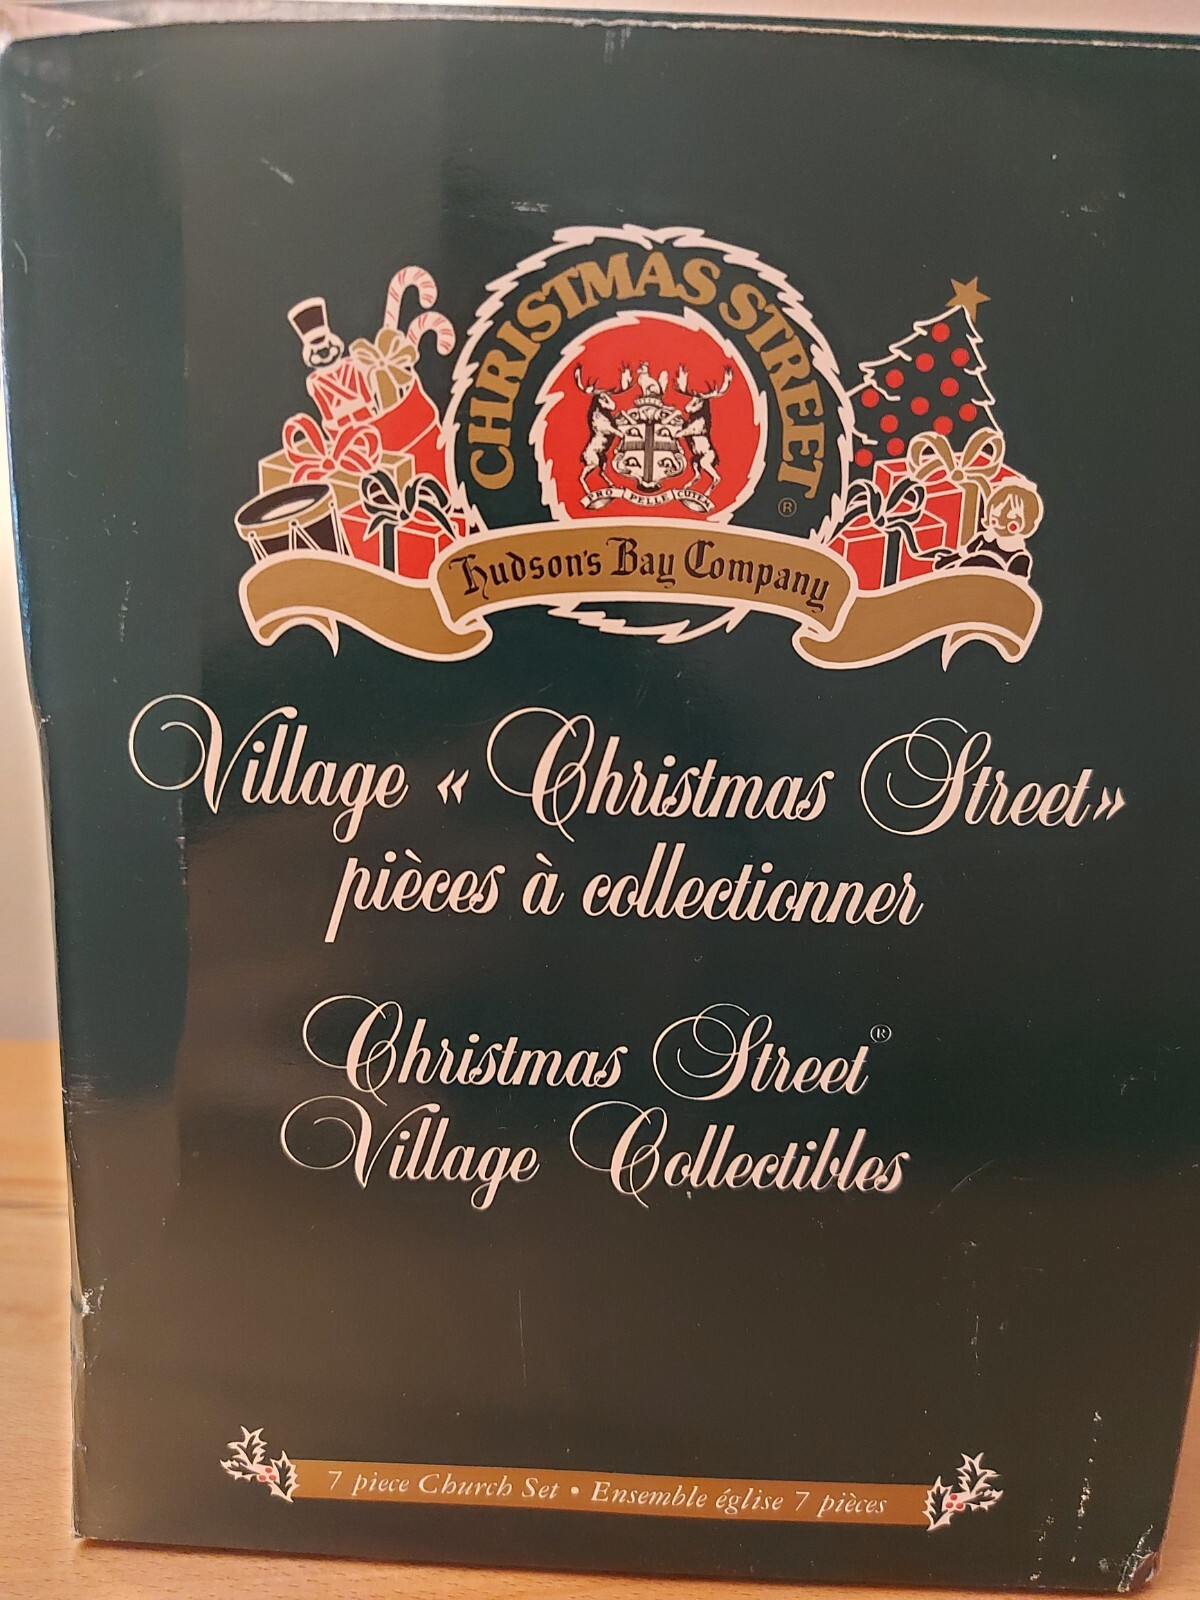 CHRISTMAS STREET ®
PRO PELLE CUTEM
Hudson's Bay Company
Village « Christmas Street »
pièces à collectionner
Christmas Street®
Village Collectibles
7 piece Church Set • Ensemble église 7 pièces